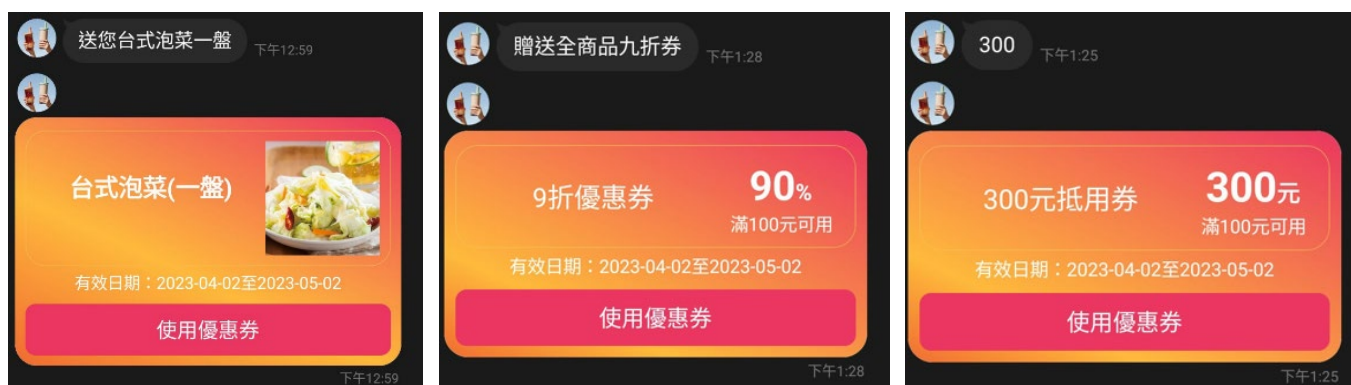 送您台式泡菜一盤
下午12:59
台式泡菜(一盤)
有效日期：2023-04-02至2023-05-02
使用優惠券
下午12:59
贈送全商品九折券
下午1:28
9折優惠券
90%
滿100元可用
有效日期：2023-04-02至2023-05-02
使用優惠券
下午1:28
300
下午1:25
300元抵用券
300元
滿100元可用
有效日期：2023-04-02至2023-05-02
使用優惠券
下午1:25